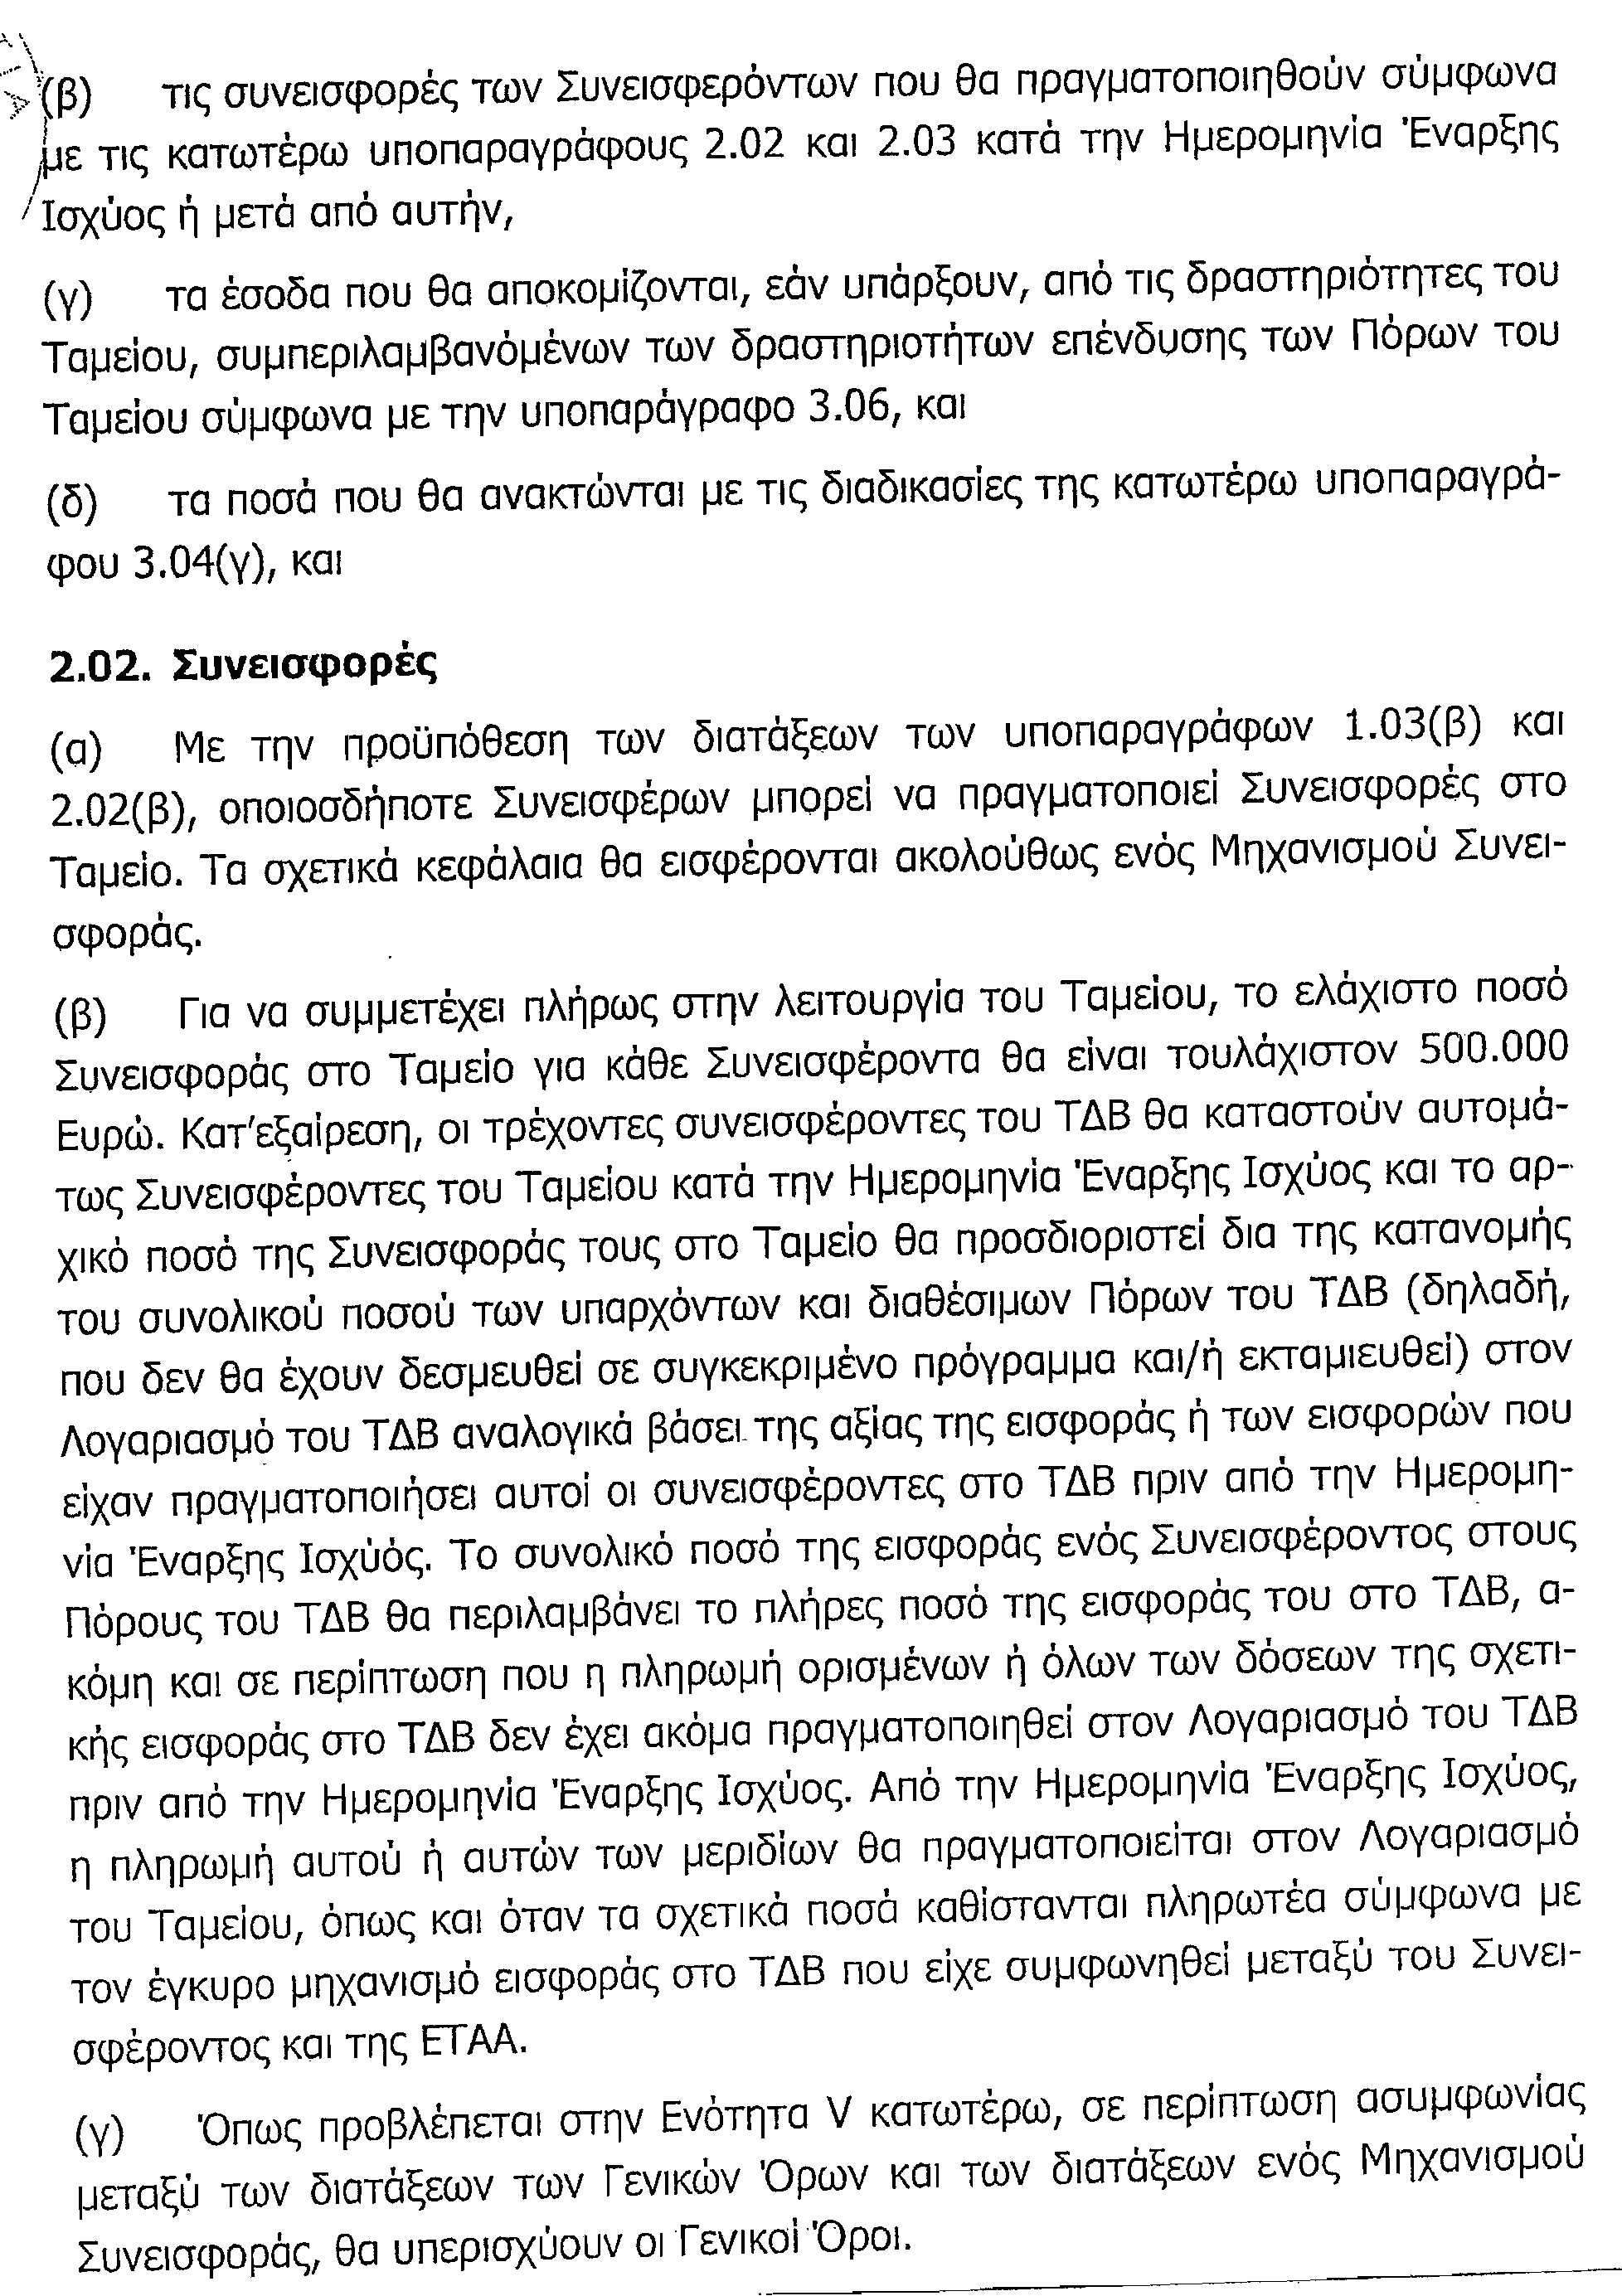 (β) τις συνεισφορές των Συνεισφερόντων που θα πραγματοποιηθούν σύμφωνα
με τις κατωτέρω υποπαραγράφους 2.02 και 2.03 κατά την Ημερομηνία Έναρξης
Ισχύος ή μετά από αυτήν,
(γ) τα έσοδα που θα αποκομίζονται, εάν υπάρξουν, από τις δραστηριότητες του
Ταμείου, συμπεριλαμβανόμένων των δραστηριοτήτων επένδυσης των Πόρων του
Ταμείου σύμφωνα με την υποπαράγραφο 3.06, και
(δ) τα ποσά που θα ανακτώνται με τις διαδικασίες της κατωτέρω υποπαραγρά-
φου 3.04(γ), και
2.02. Συνεισφορές
(α) Με την προϋπόθεση των διατάξεων των υποπαραγράφων 1.03(β) και
2.02(β), οποιοσδήποτε Συνεισφέρων μπορεί να πραγματοποιεί Συνεισφορές στο
Ταμείο. Τα σχετικά κεφάλαια θα εισφέρονται ακολούθως ενός Μηχανισμού Συνει-
σφοράς.
(β) Για να συμμετέχει πλήρως στην λειτουργία του Ταμείου, το ελάχιστο ποσό
Συνεισφοράς στο Ταμείο για κάθε Συνεισφέροντα θα είναι τουλάχιστον 500.000
Ευρώ. Κατ'εξαίρεση, οι τρέχοντες συνεισφέροντες του ΤΔΒ θα καταστούν αυτομά-
τως Συνεισφέροντες του Ταμείου κατά την Ημερομηνία Έναρξης Ισχύος και το αρ-
χικό ποσό της Συνεισφοράς τους στο Ταμείο θα προσδιοριστεί δια της κατανομής
του συνολικού ποσού των υπαρχόντων και διαθέσιμων Πόρων του ΤΔΒ (δηλαδή,
που δεν θα έχουν δεσμευθεί σε συγκεκριμένο πρόγραμμα και/ή εκταμιευθεί) στον
Λογαριασμό του ΤΔΒ αναλογικά βάσει της αξίας της εισφοράς ή των εισφορών που
είχαν πραγματοποιήσει αυτοί οι συνεισφέροντες στο ΤΔΒ πριν από την Ημερομη-
νία Έναρξης Ισχύός. Το συνολικό ποσό της εισφοράς ενός Συνεισφέροντος στους
Πόρους του ΤΔΒ θα περιλαμβάνει το πλήρες ποσό της εισφοράς του στο ΤΔΒ, α-
κόμη και σε περίπτωση που η πληρωμή ορισμένων ή όλων των δόσεων της σχετι-
κής εισφοράς στο ΤΔΒ δεν έχει ακόμα πραγματοποιηθεί στον Λογαριασμό του ΤΔΒ
πριν από την Ημερομηνία Έναρξης Ισχύος. Από την Ημερομηνία Έναρξης Ισχύος,
η πληρωμή αυτού ή αυτών των μεριδίων θα πραγματοποιείται στον Λογαριασμό
του Ταμείου, όπως και όταν τα σχετικά ποσά καθίστανται πληρωτέα σύμφωνα με
τον έγκυρο μηχανισμό εισφοράς στο ΤΔΒ που είχε συμφωνηθεί μεταξύ του Συνει-
σφέροντος και της ΕΤΑΑ.
(γ) Όπως προβλέπεται στην Ενότητα V κατωτέρω, σε περίπτωση ασυμφωνίας
μεταξύ των διατάξεων των Γενικών Όρων και των διατάξεων ενός Μηχανισμού
Συνεισφοράς, θα υπερισχύουν οι Γενικοί Όροι.